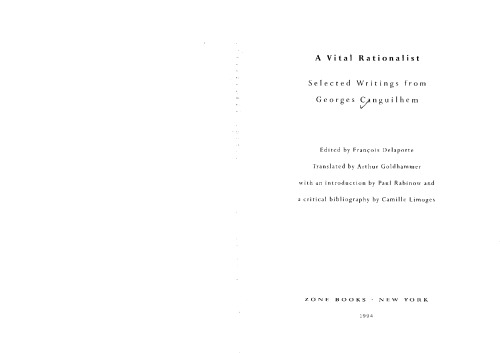 A Vital Rationalist
Selected Writings from
Georges Canguilhem
Edited by François Delaporte
Translated by Arthur Goldhammer
with an introduction by Paul Rabinow and
a critical bibliography by Camille Limoges
ZONE BOOKS · NEW YORK
1994